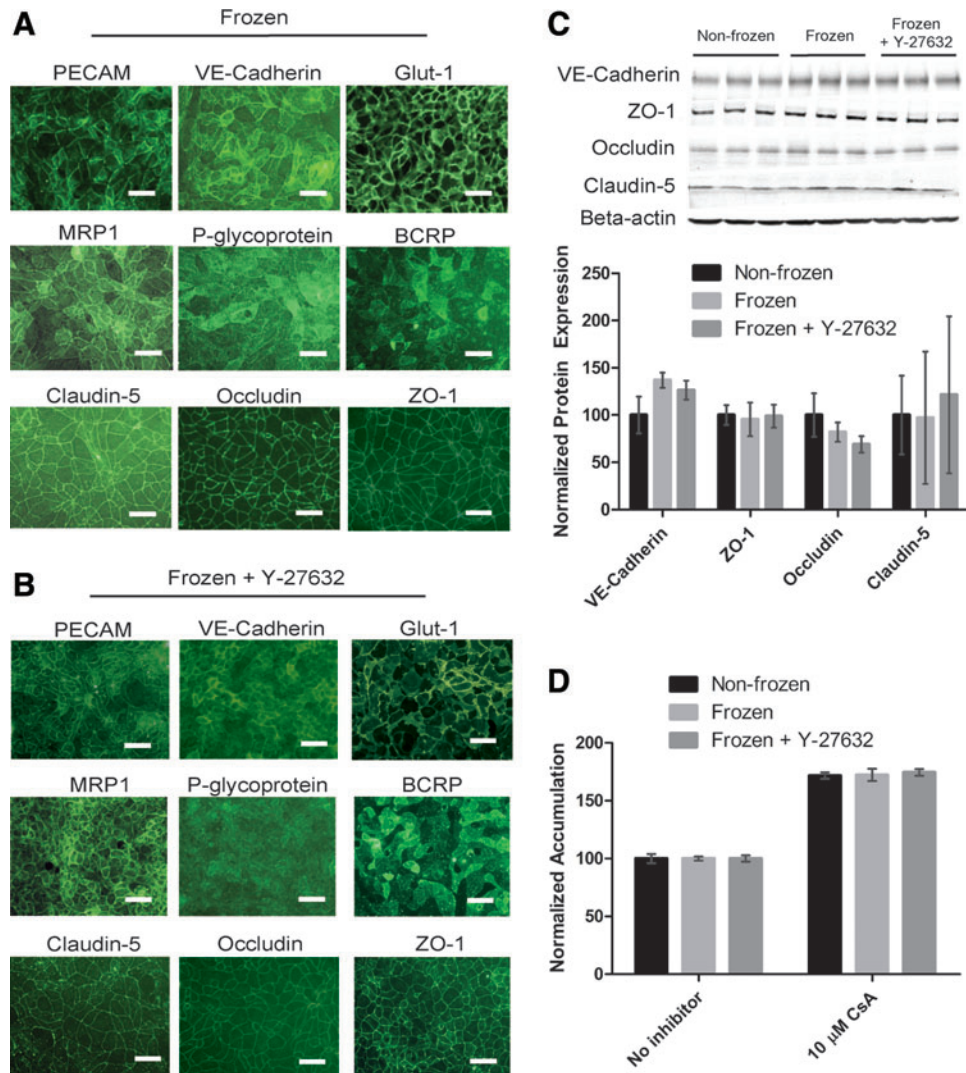 A
Frozen
PECAM VE-Cadherin Glut-1
MRP1 P-glycoprotein BCRP
Claudin-5 Occludin ZO-1
B
Frozen + Y-27632
PECAM VE-Cadherin Glut-1
MRP1 P-glycoprotein BCRP
Claudin-5 Occludin ZO-1
C
Non-frozen Frozen Frozen
+ Y-27632
VE-Cadherin
ZO-1
Occludin
Claudin-5
Beta-actin
Normalized Protein Expression
250
200
150
100
50
0
Non-frozen
Frozen
Frozen + Y-27632
VE-Cadherin
ZO-1
Occludin
Claudin-5
D
Non-frozen
Frozen
Frozen + Y-27632
Normalized Accumulation
200
150
100
50
0
No inhibitor
10 μM CsA